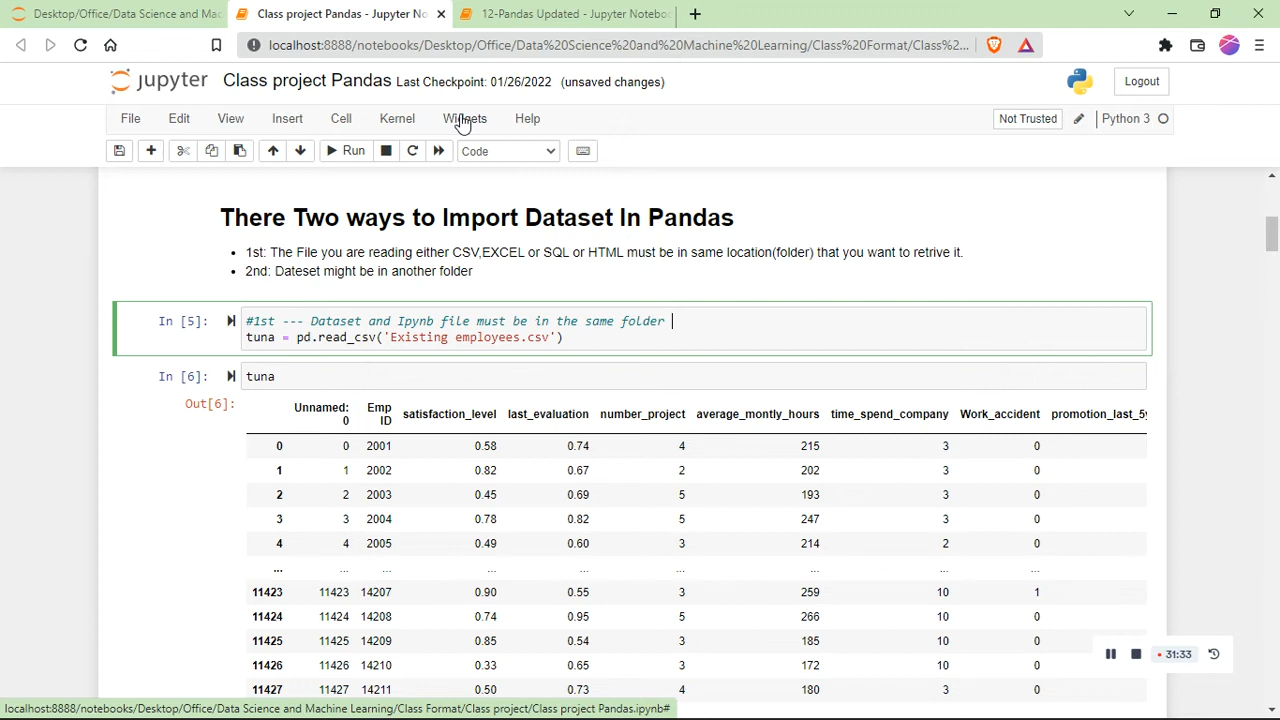 Desktop/Office/Data Science and Mac
Class project Pandas - Jupyter No
12-Pandas Updated - Jupyter Notebo
localhost:8888/notebooks/Desktop/Office/Data%20Science%20and%20Machine%20Learning/Class%20Format/Class%2...
jupyter Class project Pandas Last Checkpoint: 01/26/2022 (unsaved changes)
Logout
File Edit View Insert Cell Kernel Widgets Help
Not Trusted Python 3
Run Code
There Two ways to Import Dataset In Pandas
• 1st: The File you are reading either CSV,EXCEL or SQL or HTML must be in same location(folder) that you want to retrive it.
• 2nd: Dateset might be in another folder
In [5]: #1st --- Dataset and Ipynb file must be in the same folder
tuna = pd.read_csv('Existing employees.csv')
In [6]: tuna
Out[6]:
Unnamed: 0 Emp ID satisfaction_level last_evaluation number_project average_montly_hours time_spend_company Work_accident promotion_last_5y
0 0 2001 0.58 0.74 4 215 3 0
1 1 2002 0.82 0.67 2 202 3 0
2 2 2003 0.45 0.69 5 193 3 0
3 3 2004 0.78 0.82 5 247 3 0
4 4 2005 0.49 0.60 3 214 2 0
... ... ... ... ... ... ... ... ...
11423 11423 14207 0.90 0.55 3 259 10 1
11424 11424 14208 0.74 0.95 5 266 10 0
11425 11425 14209 0.85 0.54 3 185 10 0
11426 11426 14210 0.33 0.65 3 172 10 0
11427 11427 14211 0.50 0.73 4 180 3 0
31:33
localhost:8888/notebooks/Desktop/Office/Data Science and Machine Learning/Class Format/Class project/Class project Pandas.ipynb#